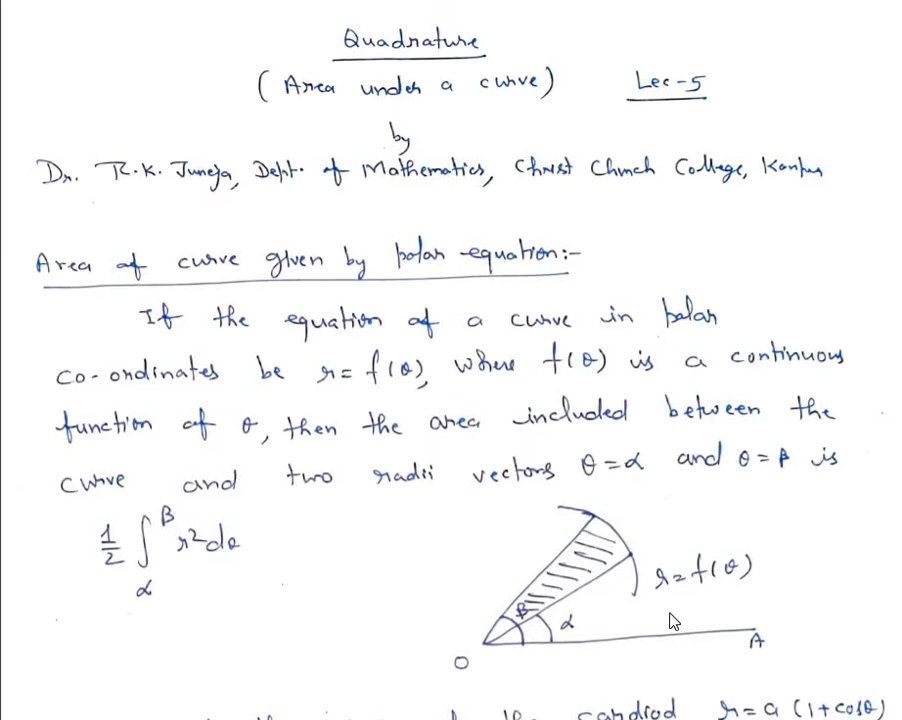 Quadrature
(Area under a curve) Lec-5
by
Dr. R.K. Juneja, Dept. of Mathematics, Christ Church College, Kanpur
Area of curve given by polar equation:-
If the equation of a curve in polar
co-ordinates be r = f(θ), where f(θ) is a continuous
function of θ, then the area included between the
curve and two radii vectors θ=α and θ=β is
1/2 ∫_α^β r²dθ
r=f(θ)
β α
O A
cardiod r = a (1+cosθ)